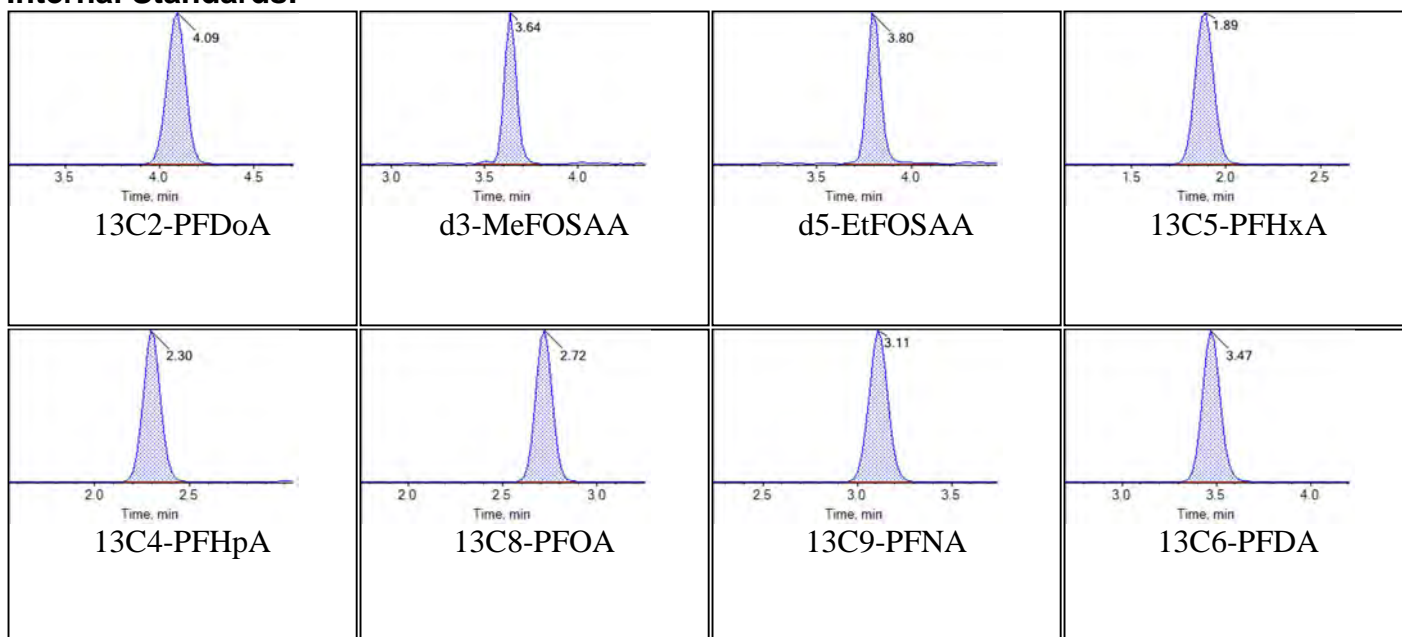 Internal Standards:
4.09
3.5 4.0 4.5
Time, min
13C2-PFDoA
3.64
3.0 3.5 4.0
Time, min
d3-MeFOSAA
3.80
3.5 4.0
Time, min
d5-EtFOSAA
1.89
1.5 2.0 2.5
Time, min
13C5-PFHxA
2.30
2.0 2.5
Time, min
13C4-PFHpA
2.72
2.0 2.5 3.0
Time, min
13C8-PFOA
3.11
2.5 3.0 3.5
Time, min
13C9-PFNA
3.47
3.0 3.5 4.0
Time, min
13C6-PFDA